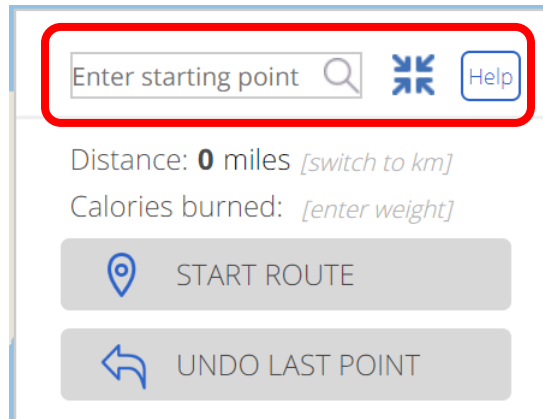 Enter starting point Help
Distance: 0 miles [switch to km]
Calories burned: [enter weight]
START ROUTE
UNDO LAST POINT